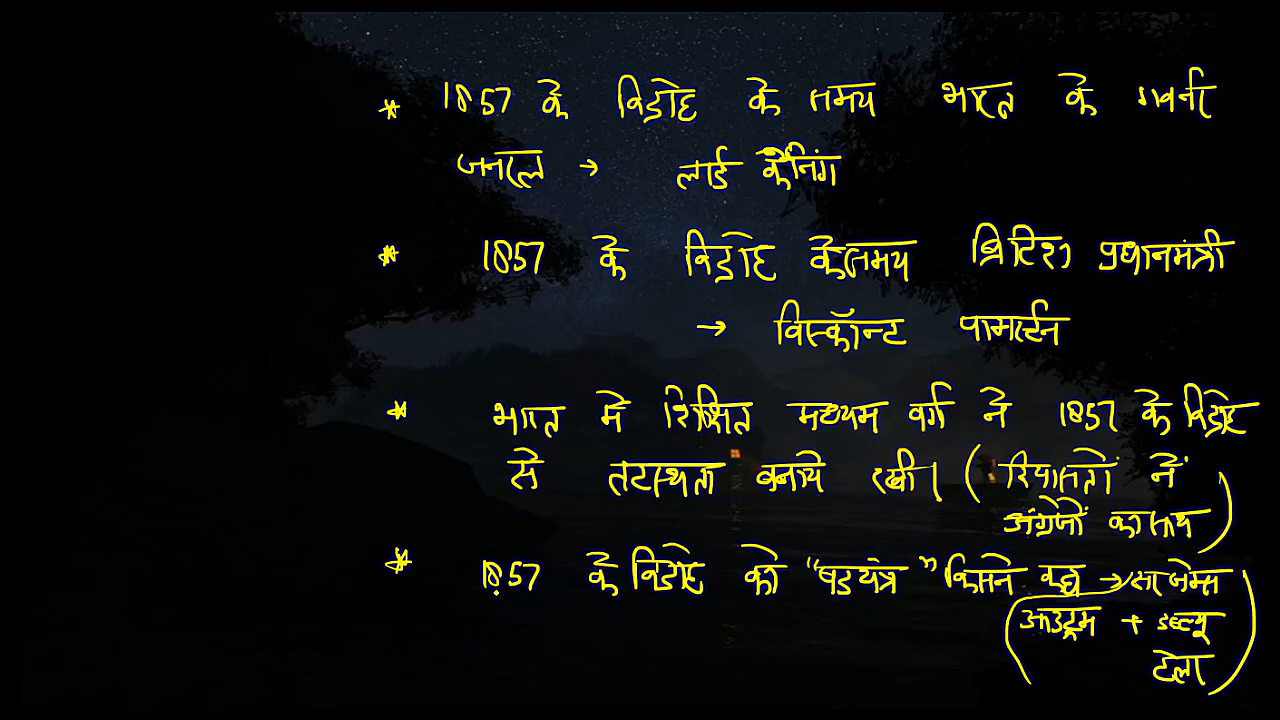 * 1857 के विद्रोह के समय भारत के गवर्नर
जनरल → लार्ड कैनिंग
* 1857 के विद्रोह के समय ब्रिटिश प्रधानमंत्री
→ विस्कॉन्ट पामर्स्टन
* भारत में शिक्षित मध्यम वर्ग ने 1857 के विद्रोह
से तटस्थता बनाये रखी। (रियासतों नें
अंग्रेजों का साथ)
* 1857 के विद्रोह को "षडयंत्र" किसने कहा → सर जेम्स
(आउट्रम + डब्ल्यू
टेलर)